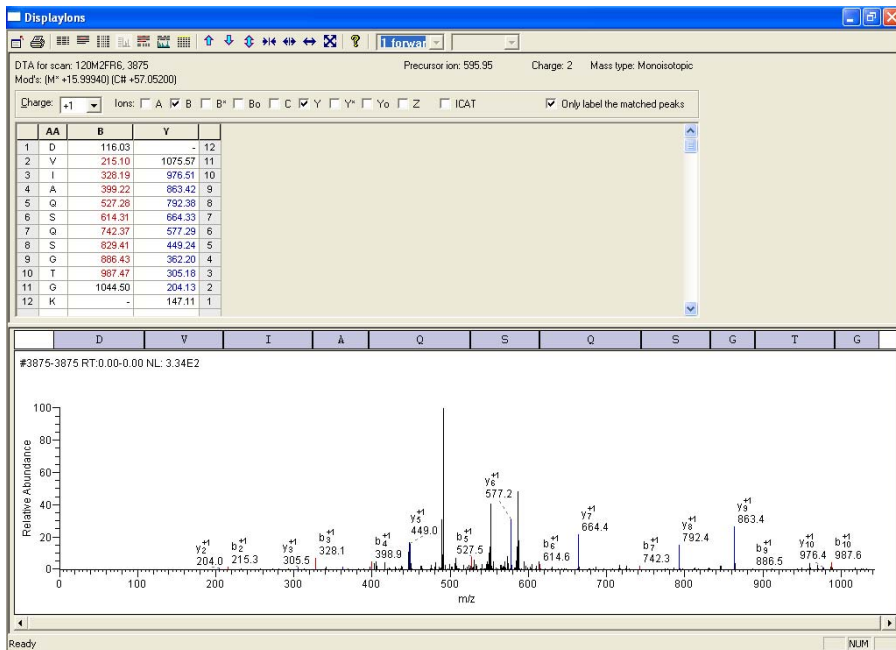 DisplayIons
1 forwar
DTA for scan: 120M2FR6, 3875 Precursor ion: 595.95 Charge: 2 Mass type: Monoisotopic
Mod's: (M* +15.99940) (C# +57.05200)
Charge: +1 Ions: A B B* Bo C Y Y* Yo Z ICAT Only label the matched peaks
AA B Y
1 D 116.03 - 12
2 V 215.10 1075.57 11
3 I 328.19 976.51 10
4 A 399.22 863.42 9
5 Q 527.28 792.38 8
6 S 614.31 664.33 7
7 Q 742.37 577.29 6
8 S 829.41 449.24 5
9 G 886.43 362.20 4
10 T 987.47 305.18 3
11 G 1044.50 204.13 2
12 K - 147.11 1
D V I A Q S Q S G T G
#3875-3875 RT:0.00-0.00 NL: 3.34E2
Relative Abundance
100
80
60
40
20
0
y2+1 204.0
b2+1 215.3
y3+1 305.5
b3+1 328.1
b4+1 398.9
y5+1 449.0
b5+1 527.5
y6+1 577.2
b6+1 614.6
y7+1 664.4
b7+1 742.3
y8+1 792.4
y9+1 863.4
b9+1 886.5
y10+1 976.4
b10+1 987.6
0 100 200 300 400 500 600 700 800 900 1000
m/z
Ready NUM